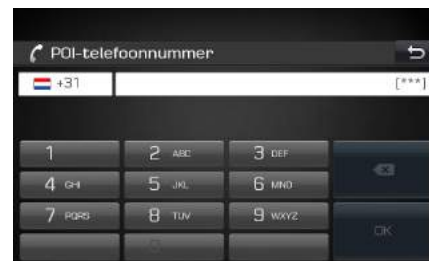 POI-telefoonnummer
+31 [***]
1 2 ABC 3 DEF
4 GHI 5 JKL 6 MNO
7 PQRS 8 TUV 9 WXYZ
0
OK